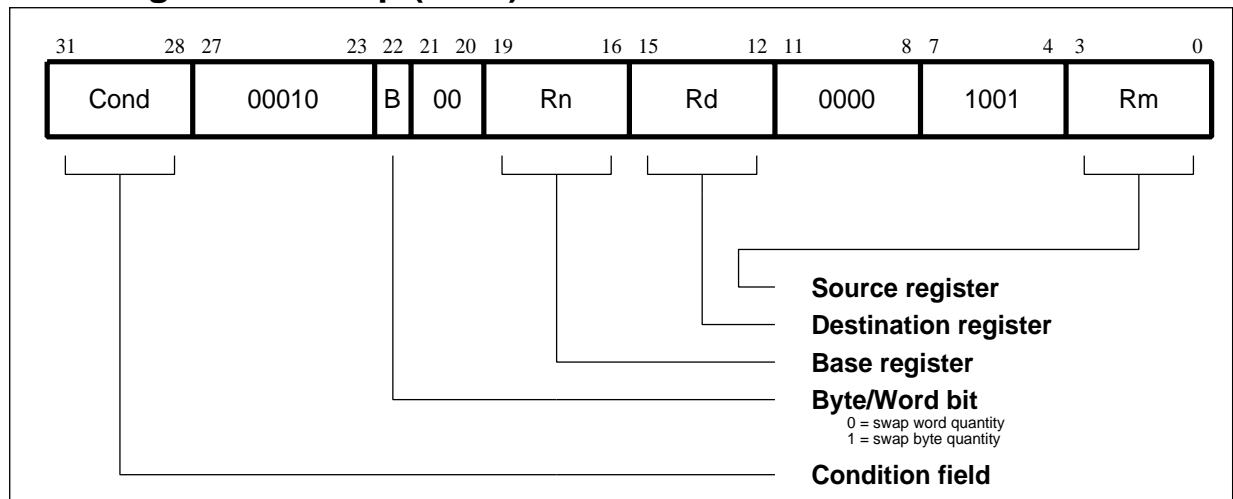 31 28 27 23 22 21 20 19 16 15 12 11 8 7 4 3 0
Cond 00010 B 00 Rn Rd 0000 1001 Rm
Source register
Destination register
Base register
Byte/Word bit
0 = swap word quantity
1 = swap byte quantity
Condition field